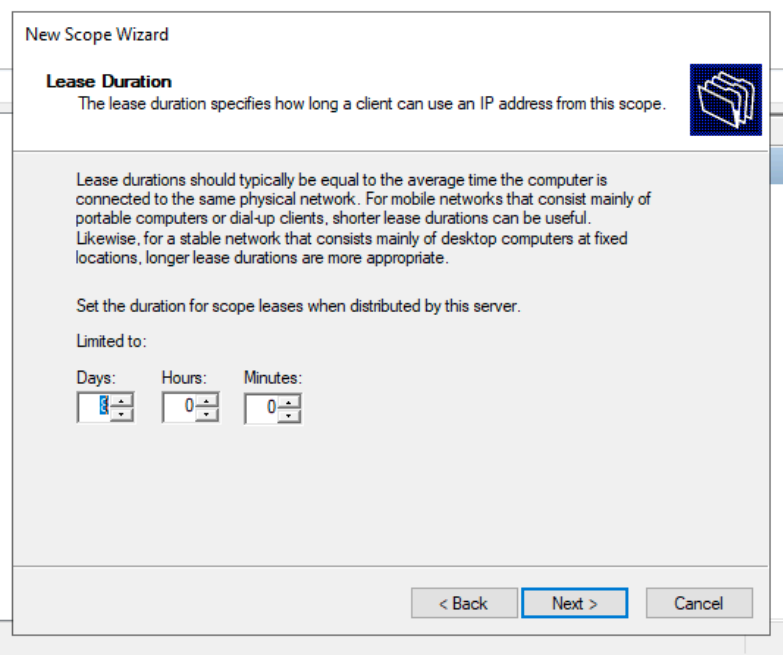 New Scope Wizard
Lease Duration
The lease duration specifies how long a client can use an IP address from this scope.
Lease durations should typically be equal to the average time the computer is
connected to the same physical network. For mobile networks that consist mainly of
portable computers or dial-up clients, shorter lease durations can be useful.
Likewise, for a stable network that consists mainly of desktop computers at fixed
locations, longer lease durations are more appropriate.
Set the duration for scope leases when distributed by this server.
Limited to:
Days: Hours: Minutes:
0 0
< Back Next > Cancel